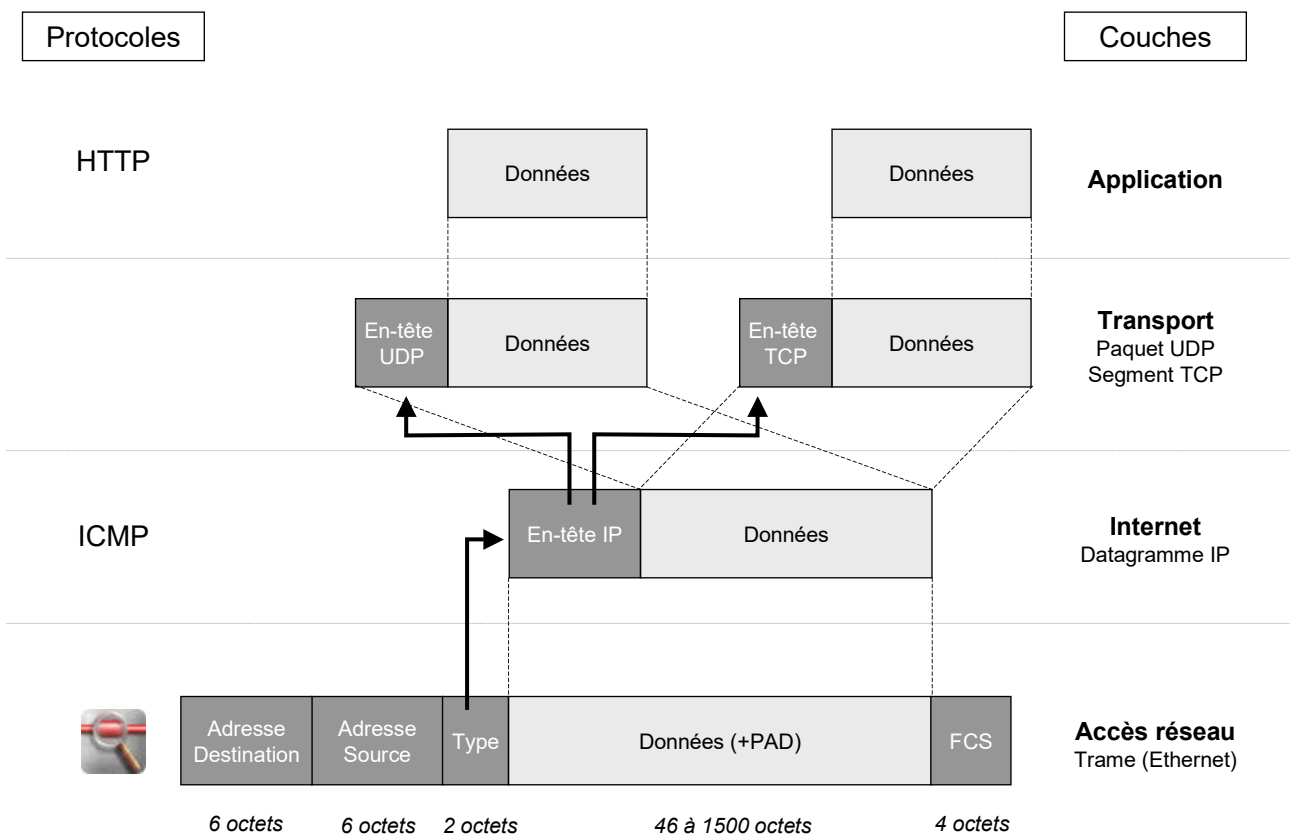 Protocoles
Couches
HTTP
Données
Données
Application
En-tête
UDP
Données
En-tête
TCP
Données
Transport
Paquet UDP
Segment TCP
ICMP
En-tête IP
Données
Internet
Datagramme IP
Adresse
Destination
Adresse
Source
Type
Données (+PAD)
FCS
Accès réseau
Trame (Ethernet)
6 octets
6 octets
2 octets
46 à 1500 octets
4 octets